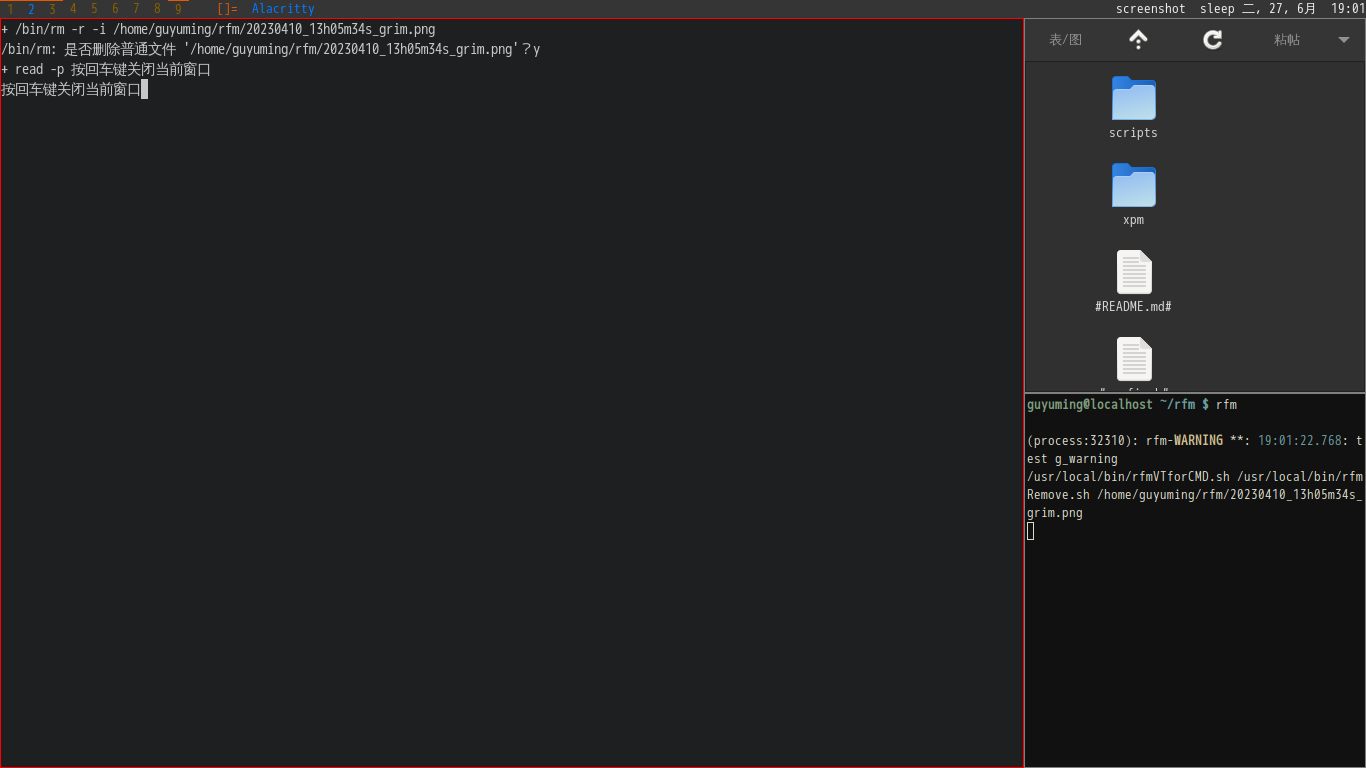 1 2 3 4 5 6 7 8 9 []= Alacritty screenshot sleep 二, 27, 6月 19:01
+ /bin/rm -r -i /home/guyuming/rfm/20230410_13h05m34s_grim.png
/bin/rm: 是否删除普通文件 '/home/guyuming/rfm/20230410_13h05m34s_grim.png'？y
+ read -p 按回车键关闭当前窗口
按回车键关闭当前窗口
表/图 粘帖
scripts
xpm
#README.md#
guyuming@localhost ~/rfm $ rfm
(process:32310): rfm-WARNING **: 19:01:22.768: t
est g_warning
/usr/local/bin/rfmVTforCMD.sh /usr/local/bin/rfm
Remove.sh /home/guyuming/rfm/20230410_13h05m34s_
grim.png